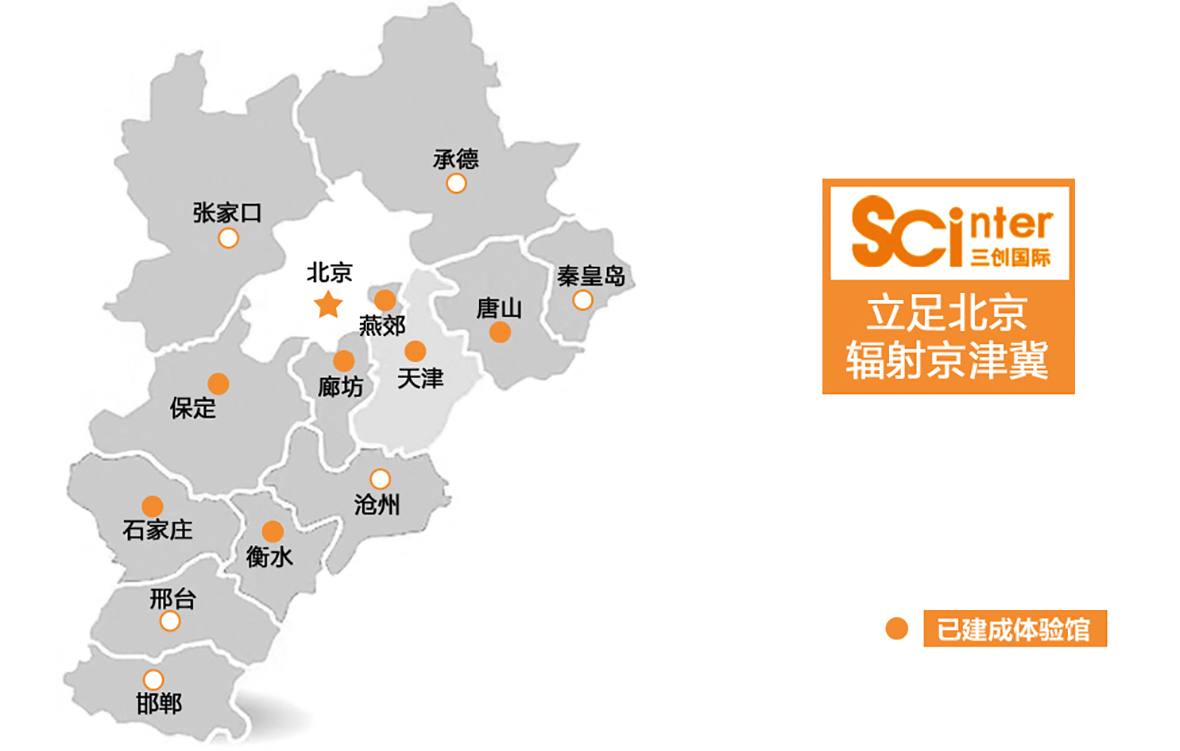 承德
张家口
北京
秦皇岛
唐山
燕郊
天津
廊坊
保定
沧州
石家庄
衡水
邢台
邯郸
SCinter
三创国际
立足北京
辐射京津冀
已建成体验馆